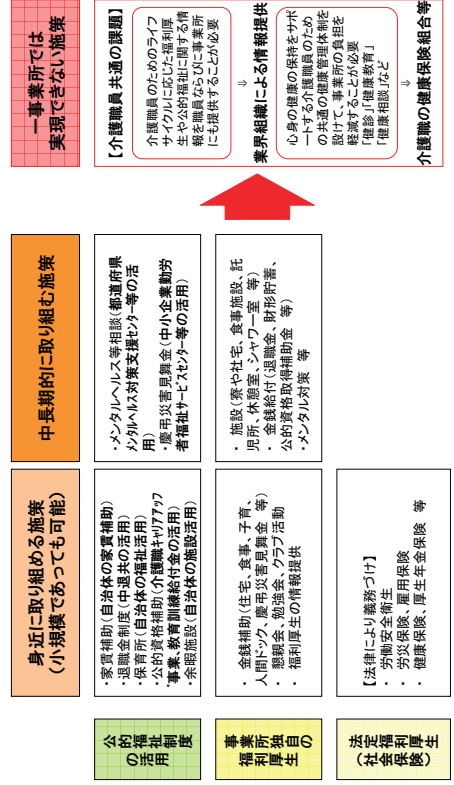 身近に取り組める施策
（小規模であっても可能）
中長期的に取り組む施策
一事業所では
実現できない施策
公的福祉制度
の活用
・家賃補助（自治体の家賃補助）
・退職金制度（中退共の活用）
・保育所（自治体の福祉活用）
・公的資格補助（介護職キャリアアップ
事業、教育訓練給付金の活用）
・余暇施設（自治体の施設活用）
・メンタルヘルス等相談（都道府県
メンタルヘルス対策支援センター等の活
用）
・慶弔災害見舞金（中小企業勤労
者福祉サービスセンター等の活用）
事業所独自の
福利厚生
・ 金銭補助（住宅、食事、子育、
人間ドック、慶弔災害見舞金 等）
・ 懇親会、勉強会、クラブ活動
・ 福利厚生の情報提供
・ 施設（寮や社宅、食事施設、託
児所、休憩室、シャワー室 等）
・ 金銭給付（退職金、財形貯蓄、
公的資格取得補助金 等）
・メンタル対策 等
法定福利厚生
（社会保険）
【法律により義務づけ】
・ 労働安全衛生
・ 労災保険、雇用保険
・ 健康保険、厚生年金保険 等
【介護職員共通の課題】
介護職員のためのライフ
サイクルに応じた福利厚
生や公的福祉に関する情
報を職員ならびに事業所
にも提供することが必要
⇓
業界組織による情報提供
心身の健康の保持をサポ
ートする介護職員のため
の共通の健康管理体制を
設けて、事業所の負担を
軽減することが必要
「健診」「健康教育」
「健康相談」など
⇓
介護職の健康保険組合等